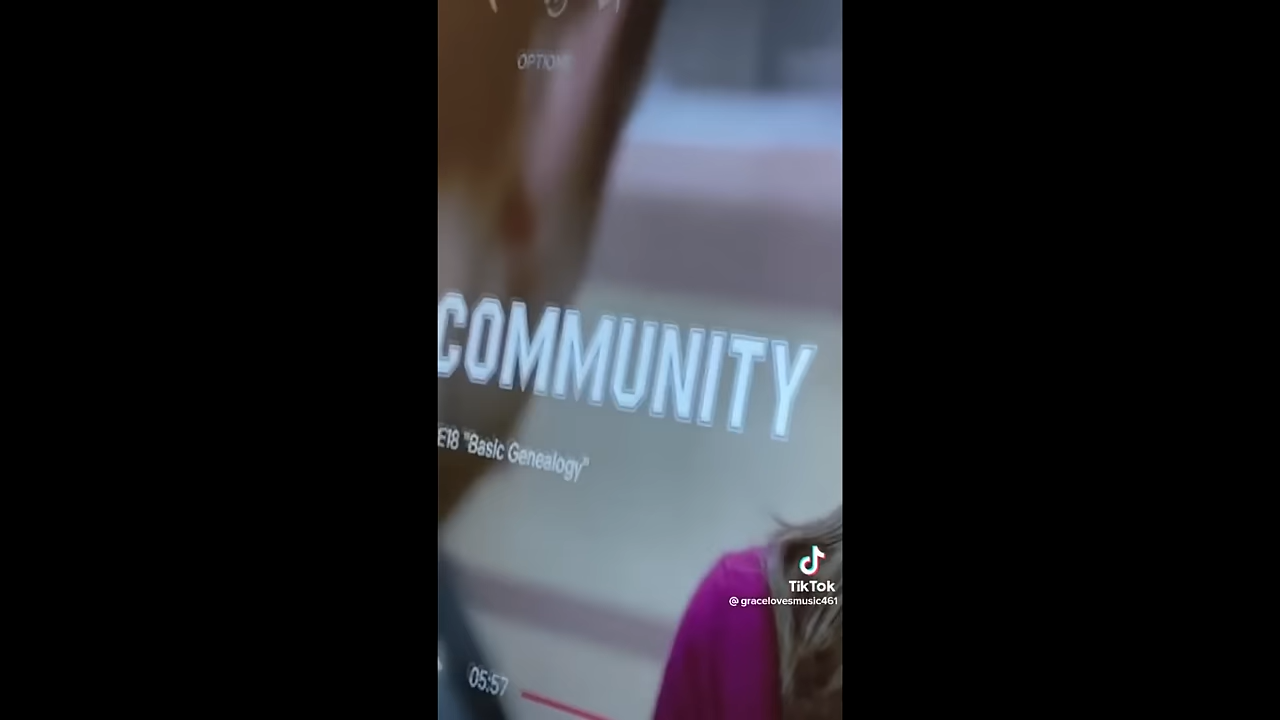 OPTIONS
COMMUNITY
E18 "Basic Genealogy"
05:57
TikTok
@gracelovesmusic461